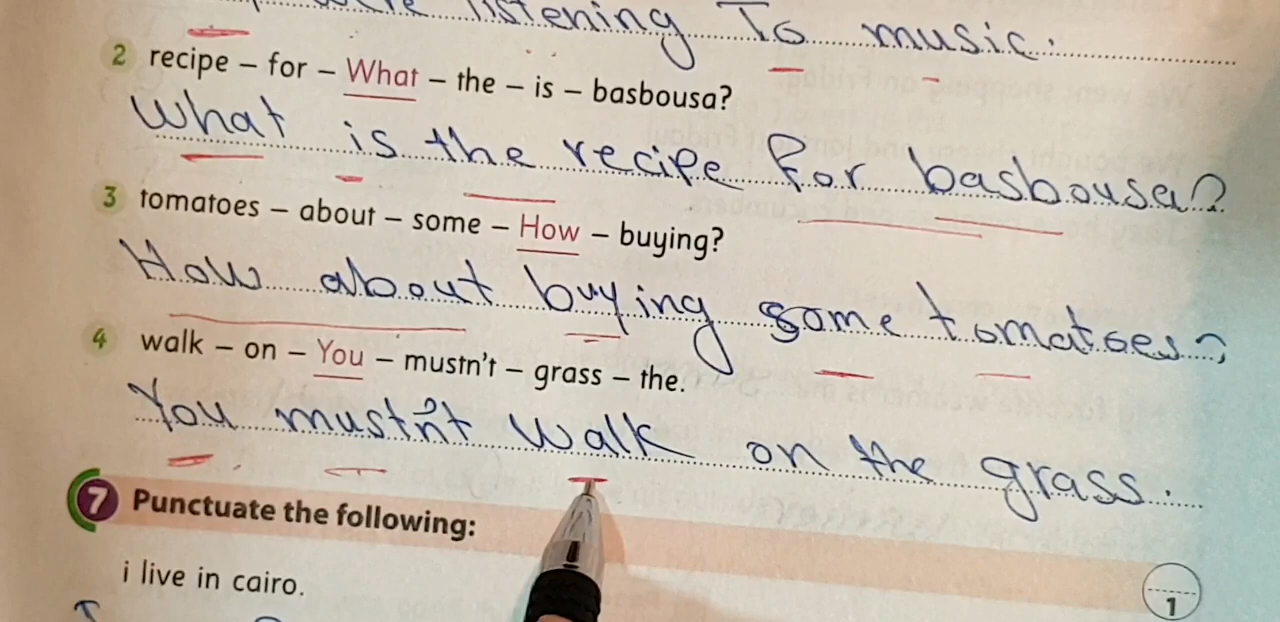 listening To music.
2 recipe – for – What – the – is – basbousa?
What is the recipe for basbousa?
3 tomatoes – about – some – How – buying?
How about buying some tomatoes?
4 walk – on – You – mustn't – grass – the.
You mustn't walk on the grass.
7 Punctuate the following:
i live in cairo.
1
I